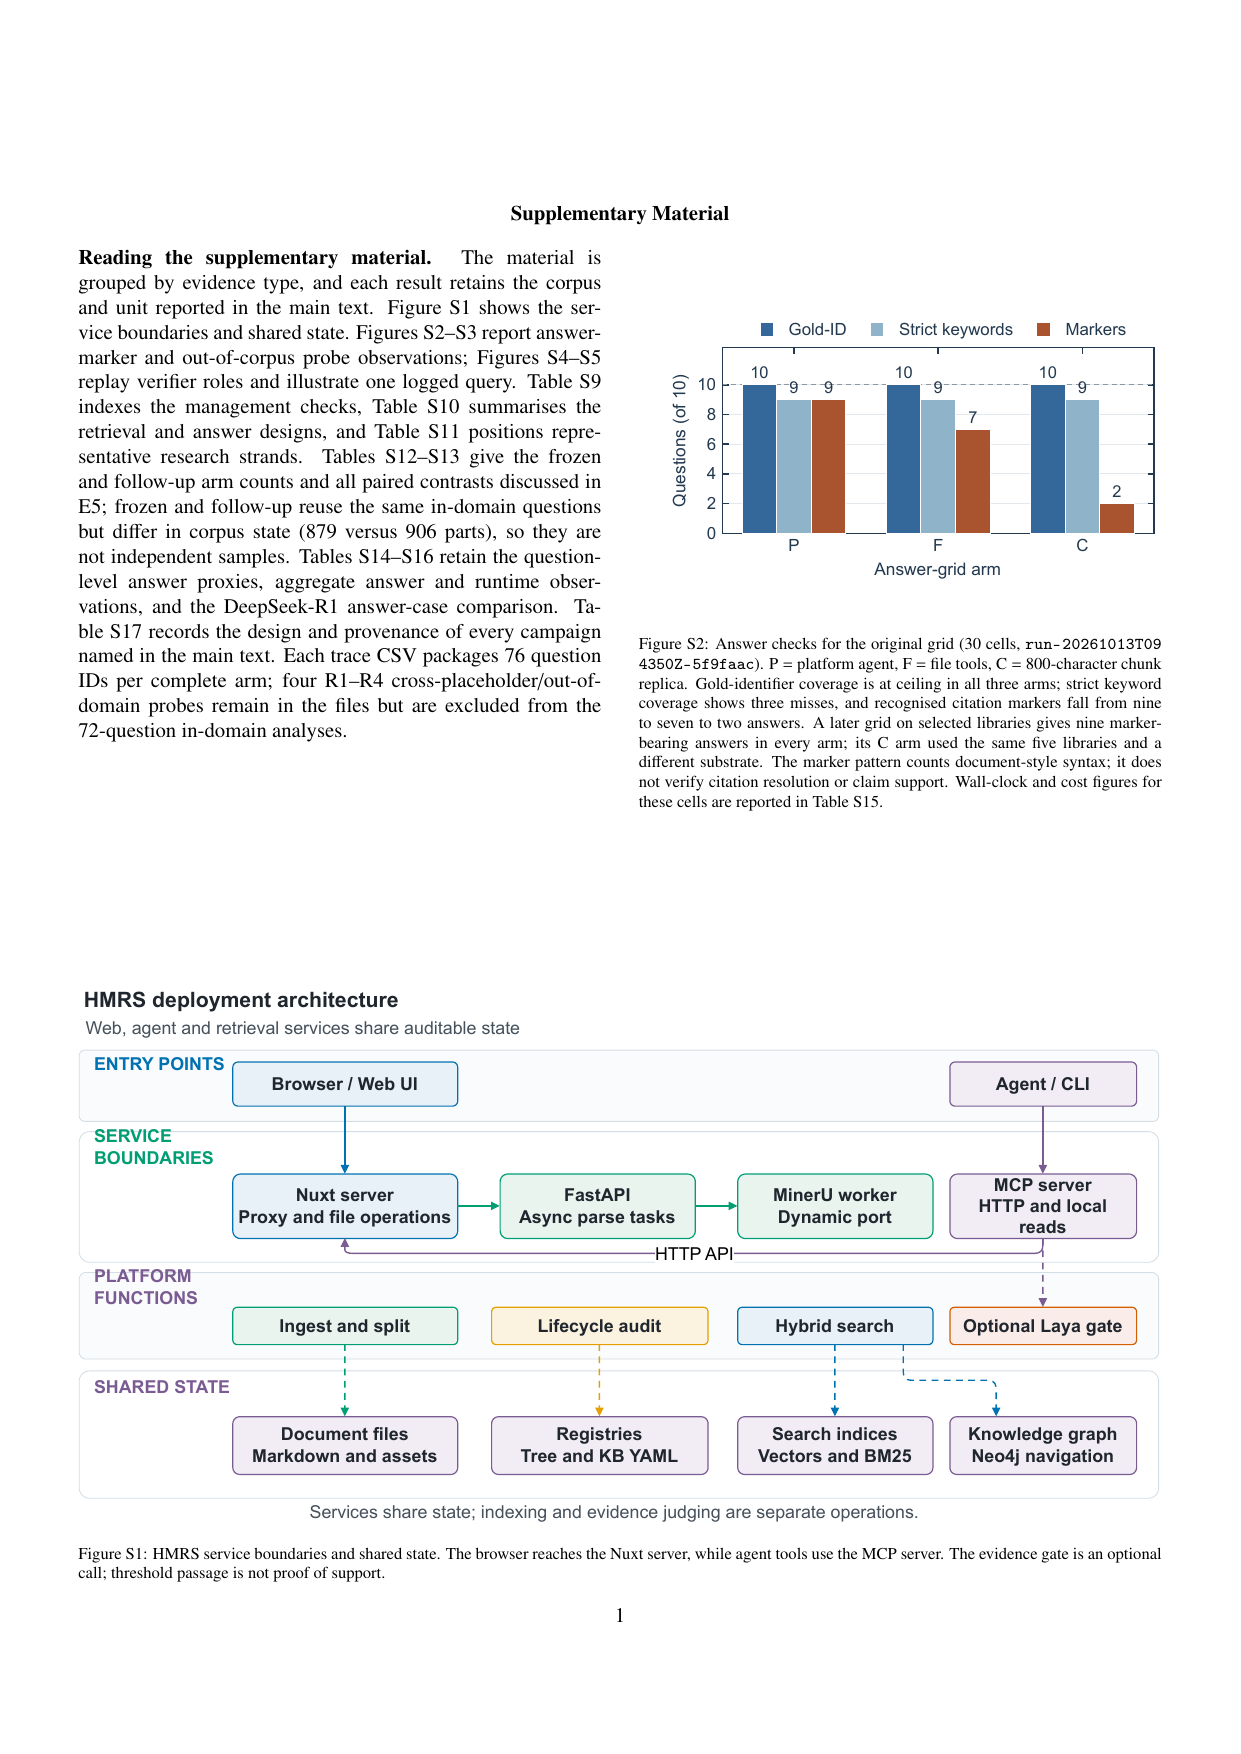 Supplementary Material
Reading the supplementary material. The material is
grouped by evidence type, and each result retains the corpus
and unit reported in the main text. Figure S1 shows the ser-
vice boundaries and shared state. Figures S2–S3 report answer-
marker and out-of-corpus probe observations; Figures S4–S5
replay verifier roles and illustrate one logged query. Table S9
indexes the management checks, Table S10 summarises the
retrieval and answer designs, and Table S11 positions repre-
sentative research strands. Tables S12–S13 give the frozen
and follow-up arm counts and all paired contrasts discussed in
E5; frozen and follow-up reuse the same in-domain questions
but differ in corpus state (879 versus 906 parts), so they are
not independent samples. Tables S14–S16 retain the question-
level answer proxies, aggregate answer and runtime obser-
vations, and the DeepSeek-R1 answer-case comparison. Ta-
ble S17 records the design and provenance of every campaign
named in the main text. Each trace CSV packages 76 question
IDs per complete arm; four R1–R4 cross-placeholder/out-of-
domain probes remain in the files but are excluded from the
72-question in-domain analyses.
Gold-ID Strict keywords Markers
Questions (of 10)
10
8
6
4
2
0
10 9 9
10 9 7
10 9 2
P F C
Answer-grid arm
Figure S2: Answer checks for the original grid (30 cells, run-20261013T09
4350Z-5f9faac). P = platform agent, F = file tools, C = 800-character chunk
replica. Gold-identifier coverage is at ceiling in all three arms; strict keyword
coverage shows three misses, and recognised citation markers fall from nine
to seven to two answers. A later grid on selected libraries gives nine marker-
bearing answers in every arm; its C arm used the same five libraries and a
different substrate. The marker pattern counts document-style syntax; it does
not verify citation resolution or claim support. Wall-clock and cost figures for
these cells are reported in Table S15.
HMRS deployment architecture
Web, agent and retrieval services share auditable state
ENTRY POINTS
Browser / Web UI
Agent / CLI
SERVICE
BOUNDARIES
Nuxt server
Proxy and file operations
FastAPI
Async parse tasks
MinerU worker
Dynamic port
MCP server
HTTP and local
reads
HTTP API
PLATFORM
FUNCTIONS
Ingest and split
Lifecycle audit
Hybrid search
Optional Laya gate
SHARED STATE
Document files
Markdown and assets
Registries
Tree and KB YAML
Search indices
Vectors and BM25
Knowledge graph
Neo4j navigation
Services share state; indexing and evidence judging are separate operations.
Figure S1: HMRS service boundaries and shared state. The browser reaches the Nuxt server, while agent tools use the MCP server. The evidence gate is an optional
call; threshold passage is not proof of support.
1